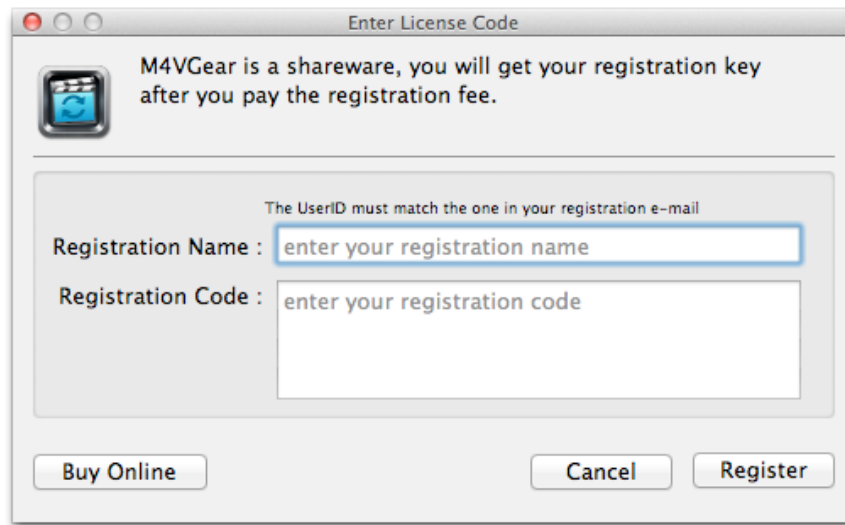 Enter License Code
M4VGear is a shareware, you will get your registration key
after you pay the registration fee.
The UserID must match the one in your registration e-mail
Registration Name :
enter your registration name
Registration Code :
enter your registration code
Buy Online
Cancel
Register